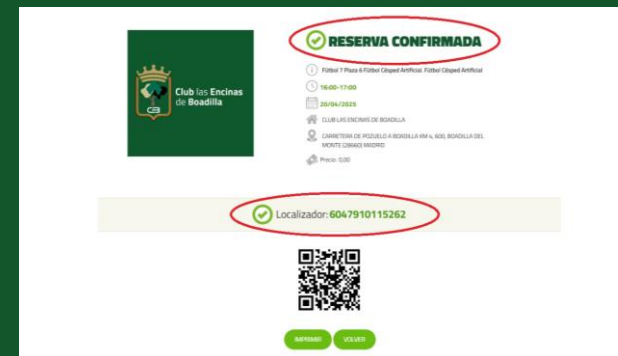 Club las Encinas
de Boadilla
RESERVA CONFIRMADA
Fútbol 7 Plaza 6 Fútbol Césped Artificial. Fútbol Césped Artificial
16:00-17:00
20/04/2025
CLUB LAS ENCINAS DE BOADILLA
CARRETERA DE POZUELO A BOADILLA KM 4, 600, BOADILLA DEL
MONTE (28660) MADRID
Precio: 0,00
Localizador: 6047910115262
IMPRIMIR VOLVER